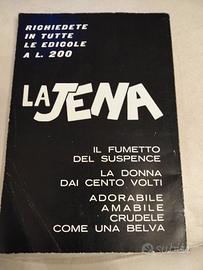 RICHIEDETE
IN TUTTE
LE EDICOLE
A L. 200
LA JENA
IL FUMETTO
DEL SUSPENCE
LA DONNA
DAI CENTO VOLTI
ADORABILE
AMABILE
CRUDELE
COME UNA BELVA
subito